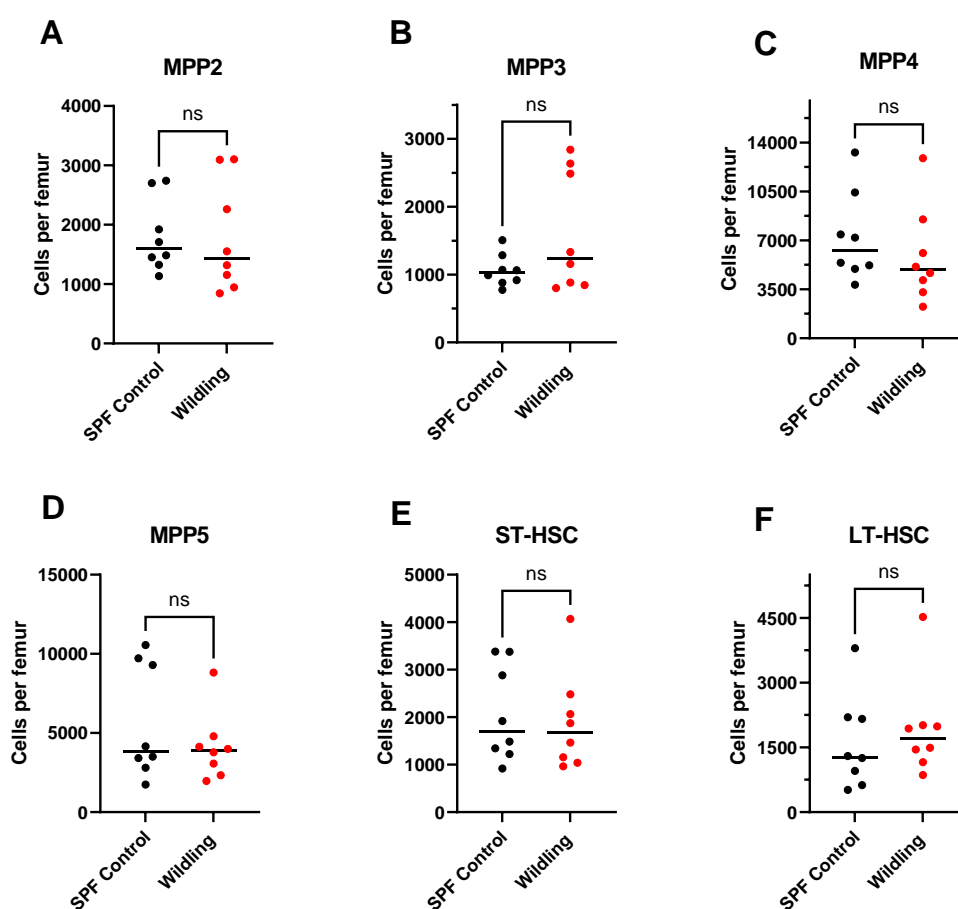 A
MPP2
ns
Cells per femur
4000
3000
2000
1000
0
SPF Control
Wildling
B
MPP3
ns
Cells per femur
3000
2000
1000
0
SPF Control
Wildling
C
MPP4
ns
Cells per femur
14000
10500
7000
3500
0
SPF Control
Wildling
D
MPP5
ns
Cells per femur
15000
10000
5000
0
SPF Control
Wildling
E
ST-HSC
ns
Cells per femur
5000
4000
3000
2000
1000
0
SPF Control
Wildling
F
LT-HSC
ns
Cells per femur
4500
3000
1500
0
SPF Control
Wildling